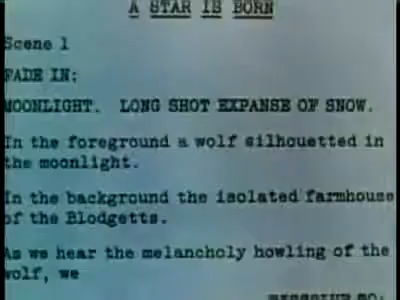 A STAR IS BORN
Scene 1
FADE IN:
MOONLIGHT. LONG SHOT EXPANSE OF SNOW.
In the foreground a wolf silhouetted in
the moonlight.
In the background the isolated farmhouse
of the Blodgetts.
As we hear the melancholy howling of the
wolf, we
DISSOLVE TO: